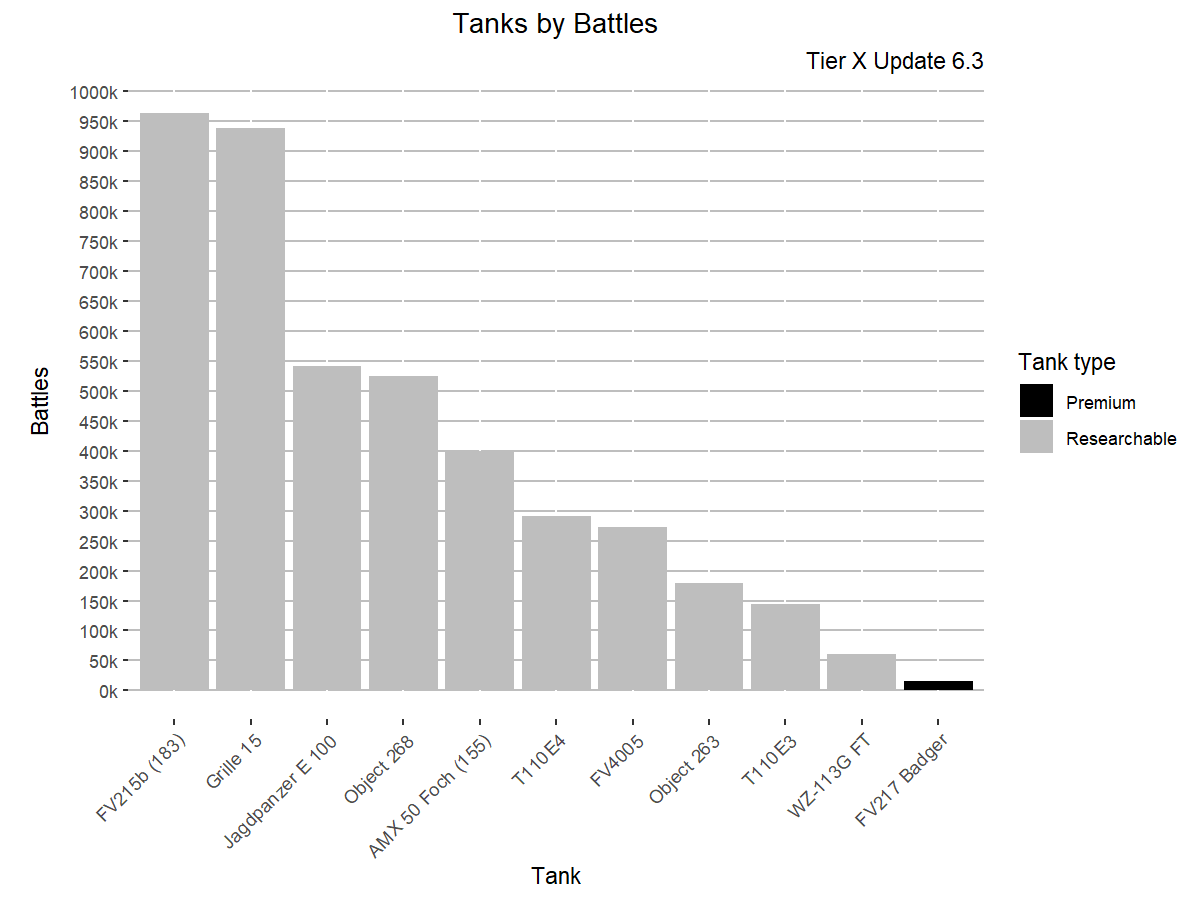 Tanks by Battles
Tier X Update 6.3
1000k
950k
900k
850k
800k
750k
700k
650k
600k
550k
500k
450k
400k
350k
300k
250k
200k
150k
100k
50k
0k
Battles
FV215b (183)
Grille 15
Jagdpanzer E 100
Object 268
AMX 50 Foch (155)
T110E4
FV4005
Object 263
T110E3
WZ-113G FT
FV217 Badger
Tank
Tank type
Premium
Researchable